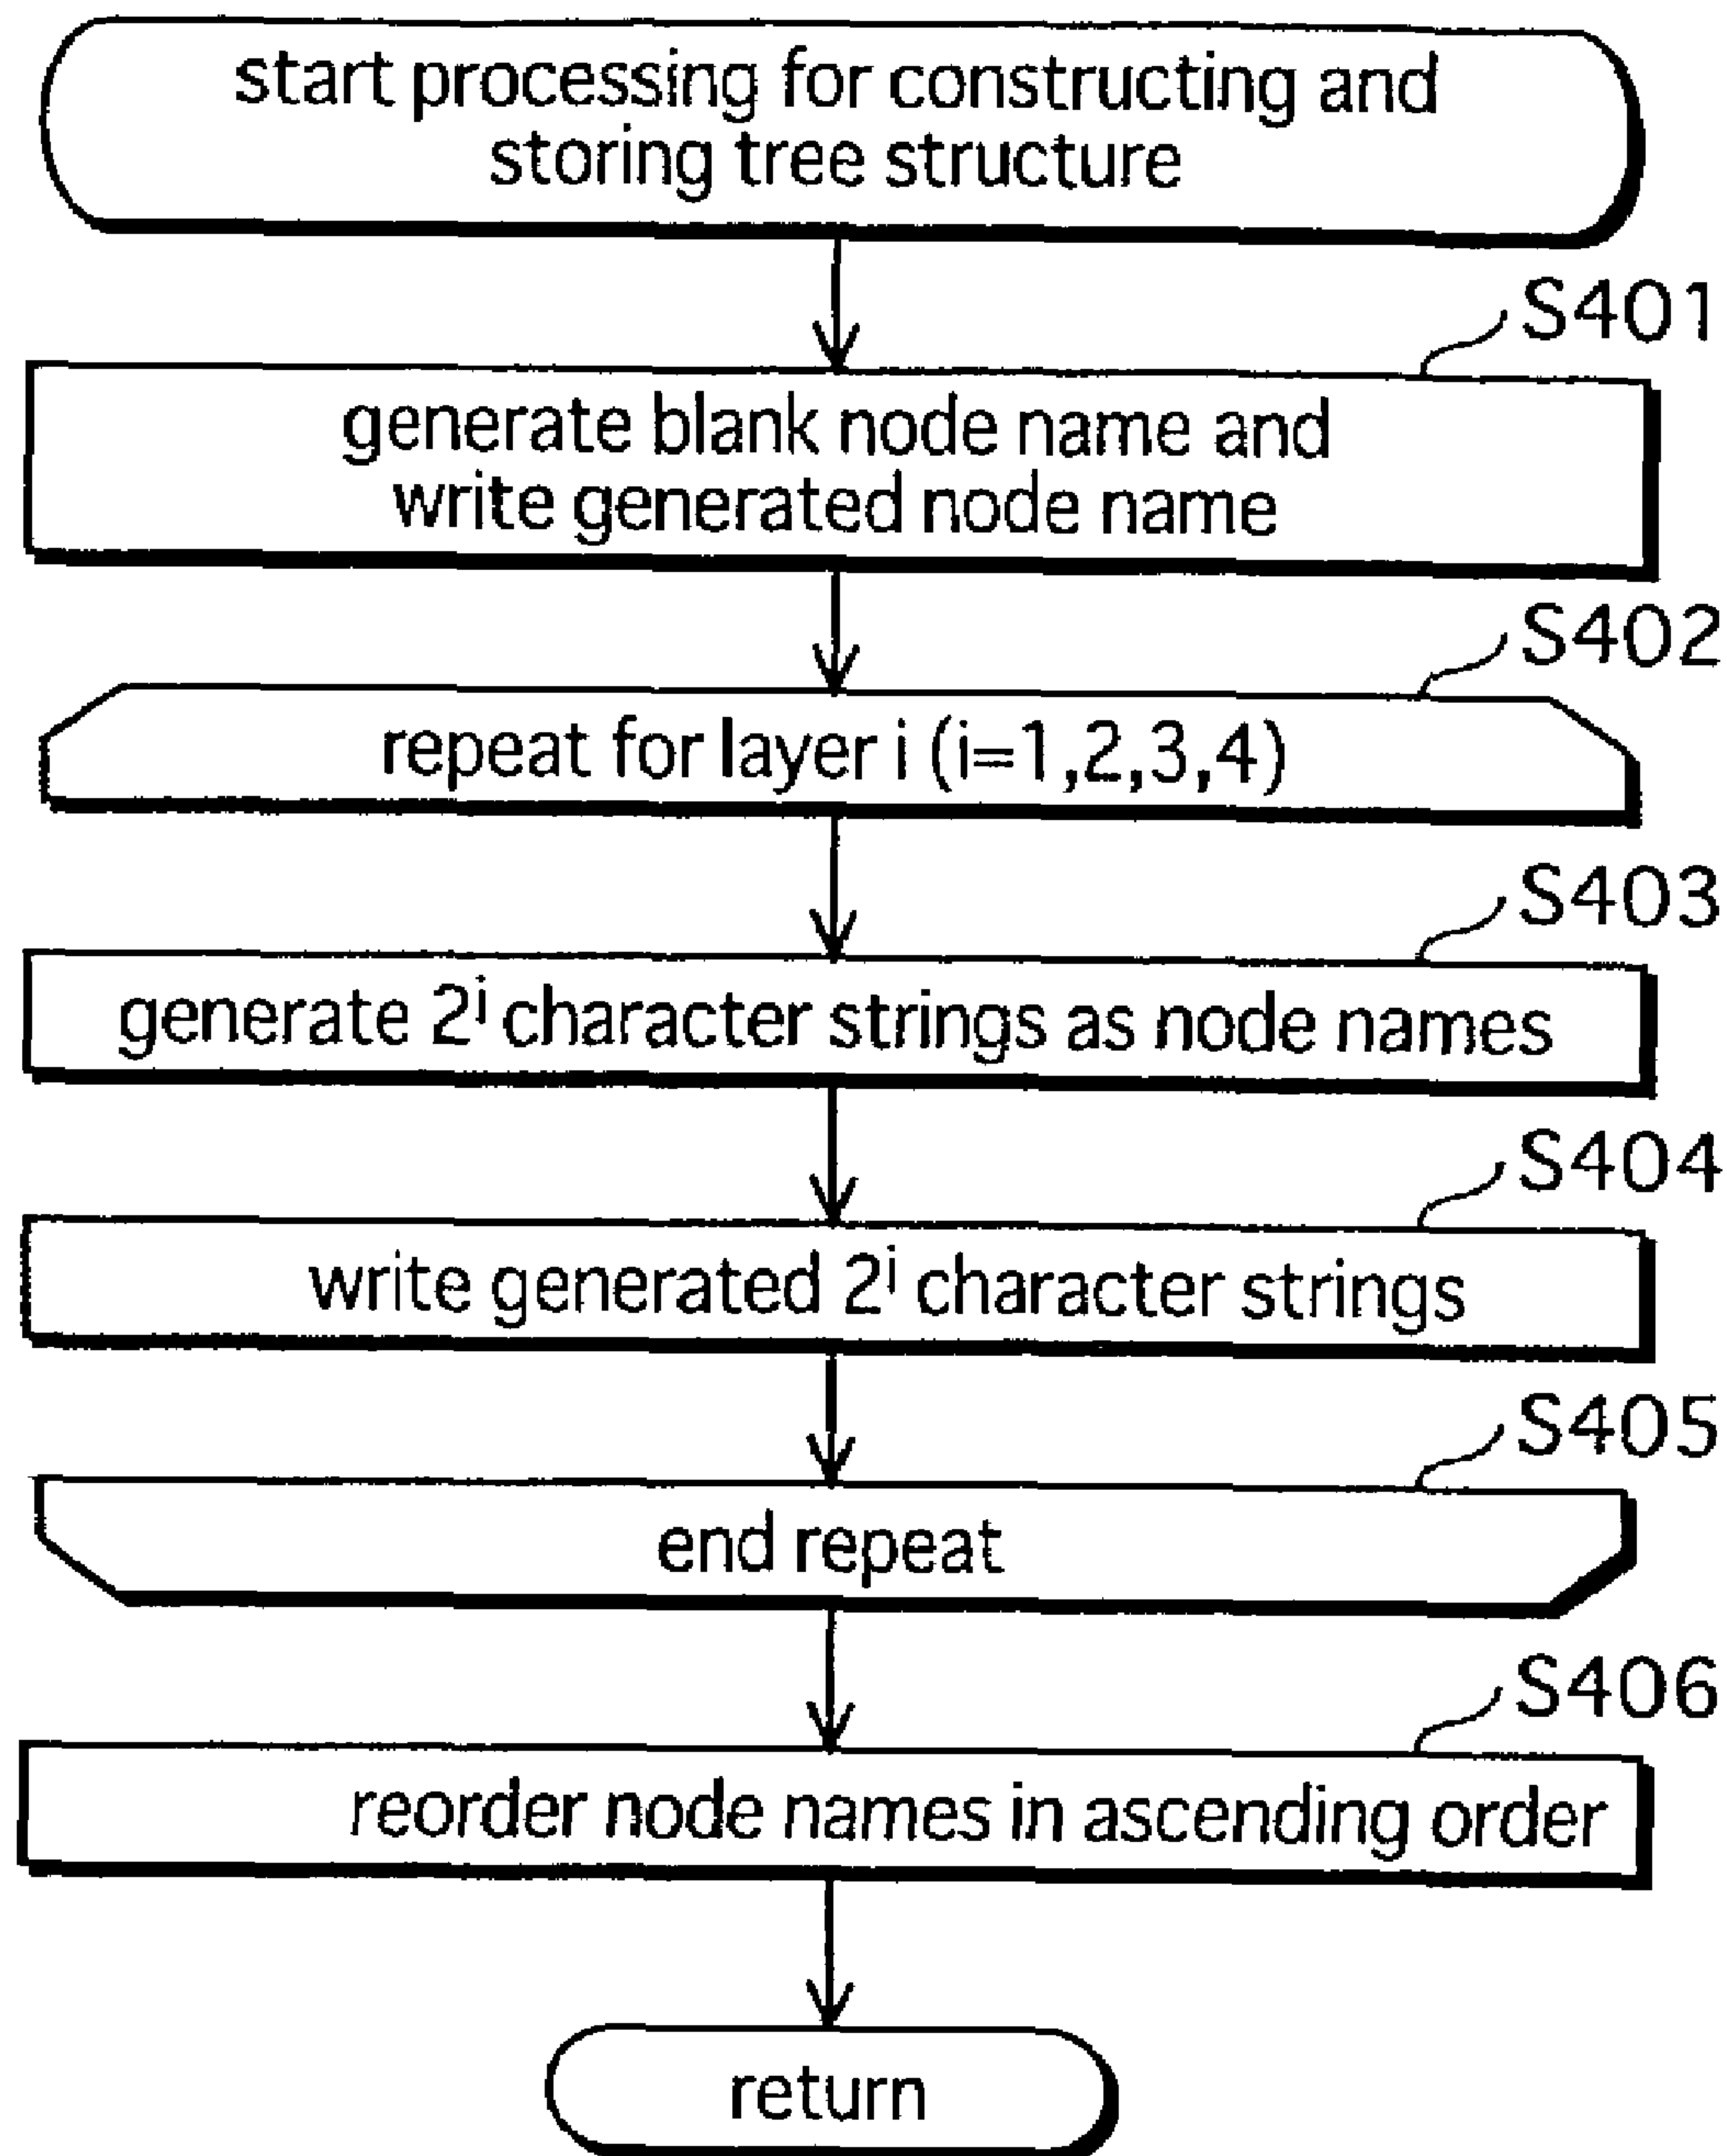 start processing for constructing and
storing tree structure
S401
generate blank node name and
write generated node name
S402
repeat for layer i (i=1,2,3,4)
S403
generate 2ⁱ character strings as node names
S404
write generated 2ⁱ character strings
S405
end repeat
S406
reorder node names in ascending order
return